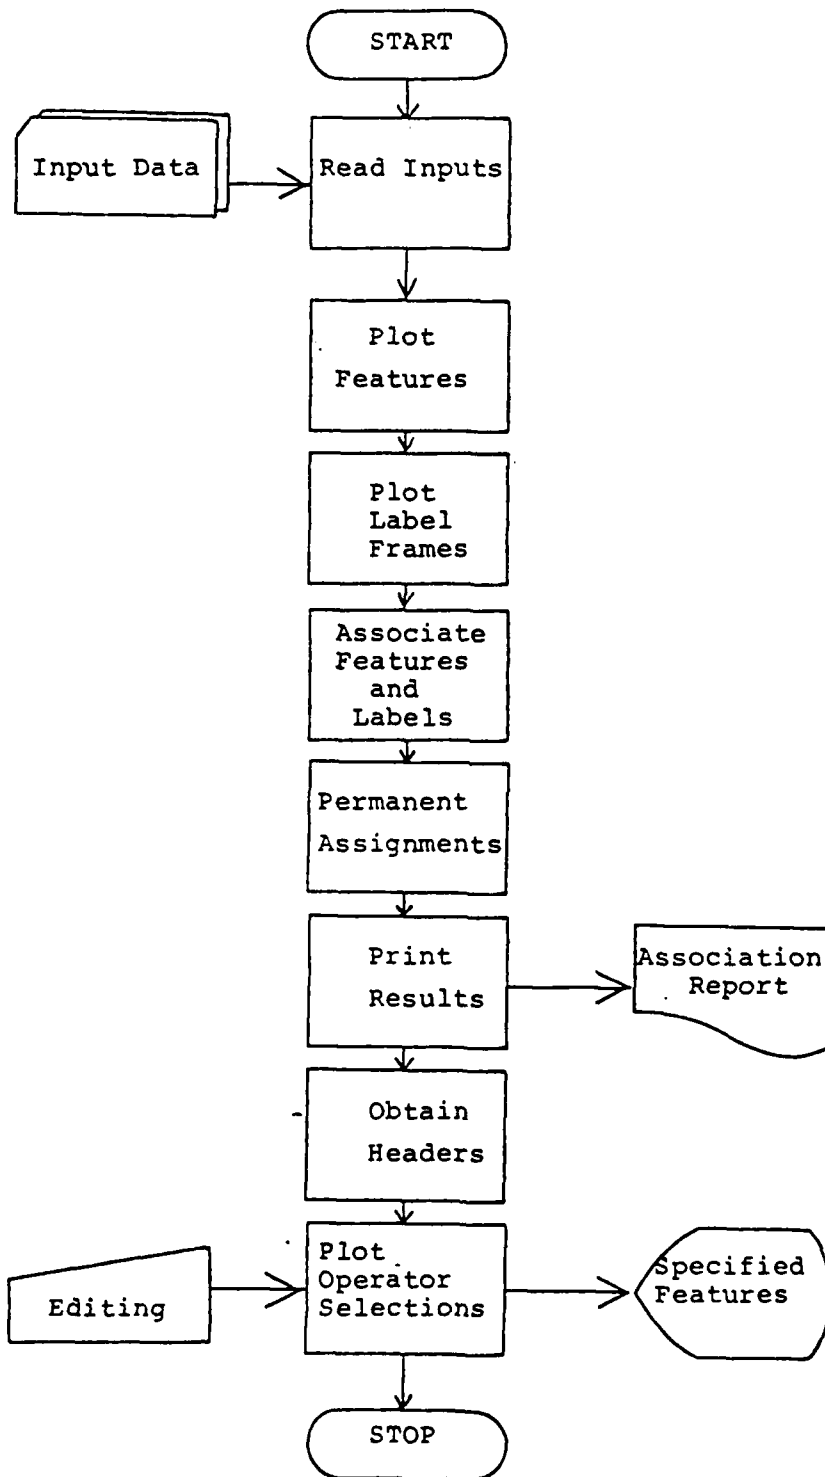 START
Input Data
Read Inputs
Plot
Features
Plot
Label
Frames
Associate
Features
and
Labels
Permanent
Assignments
Print
Results
Association
Report
Obtain
Headers
Editing
Plot
Operator
Selections
Specified
Features
STOP